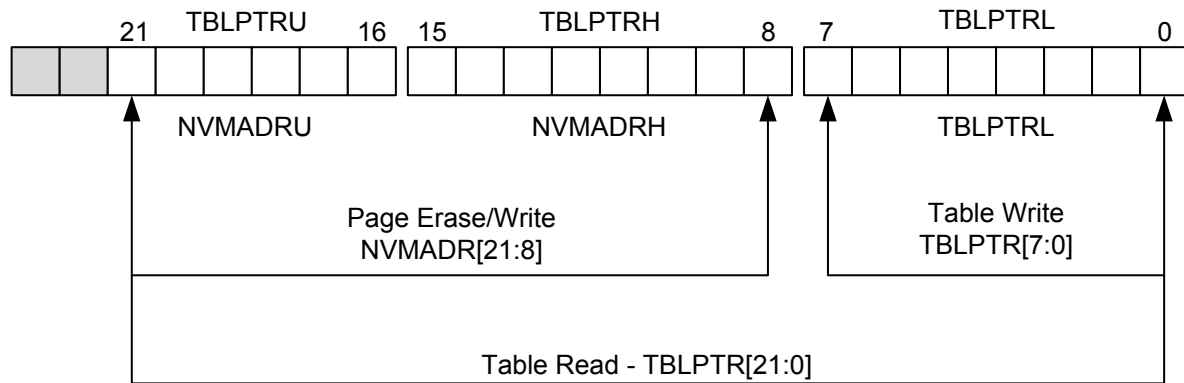 21 TBLPTRU 16 15 TBLPTRH 8 7 TBLPTRL 0
NVMADRU NVMADRH TBLPTRL
Page Erase/Write
NVMADR[21:8]
Table Write
TBLPTR[7:0]
Table Read - TBLPTR[21:0]